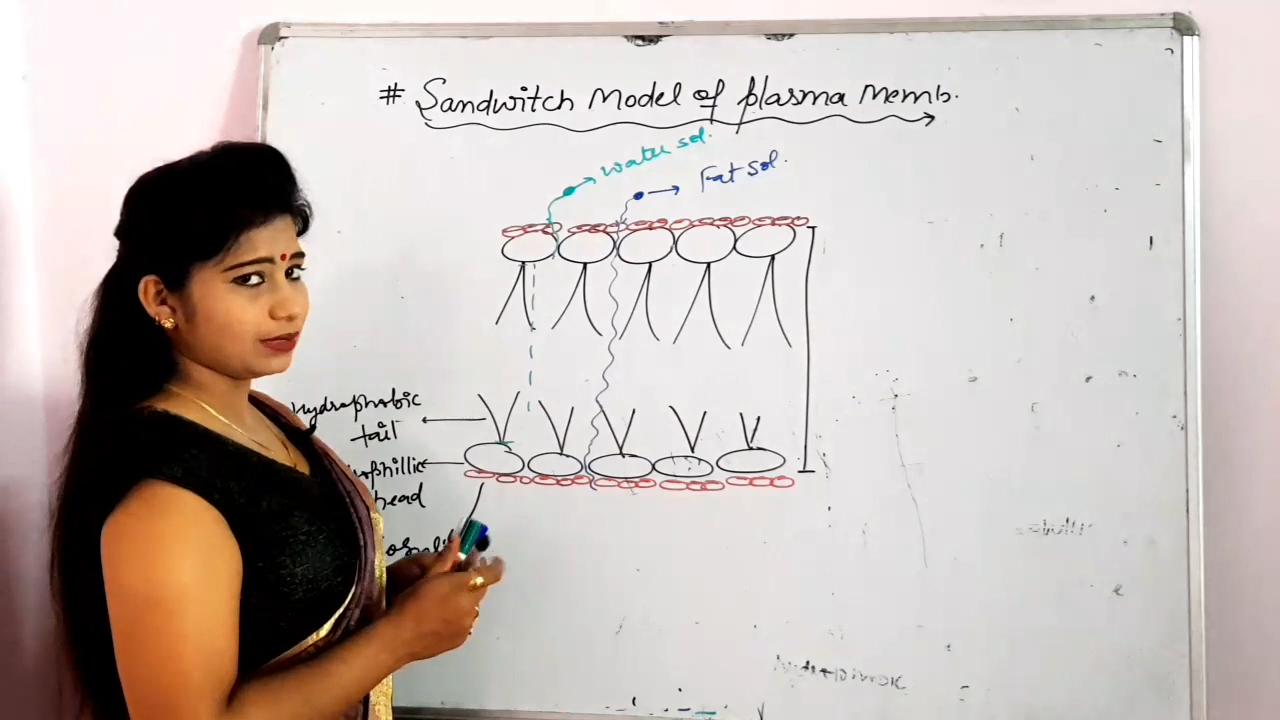 # Sandwitch Model of plasma Memb.
water sol.
Fat sol.
Hydrophobic
tail
head